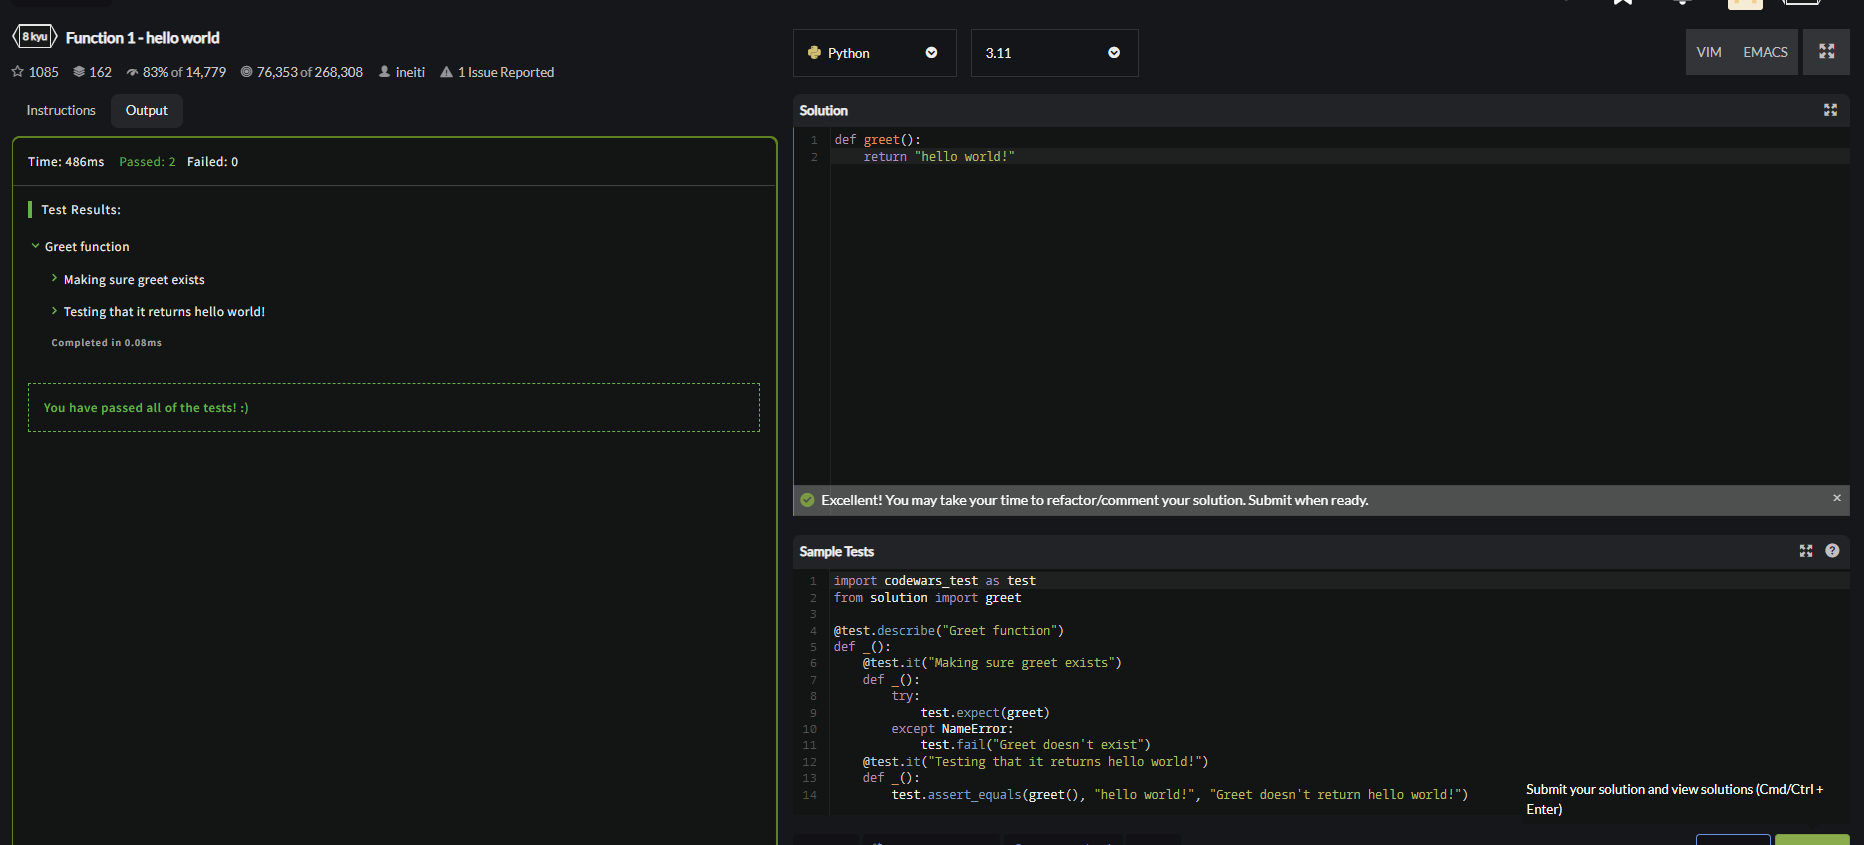 8 kyu Function 1 - hello world
1085 162 83% of 14,779 76,353 of 268,308 ineiti 1 Issue Reported
Instructions Output
Time: 486ms Passed: 2 Failed: 0
Test Results:
Greet function
Making sure greet exists
Testing that it returns hello world!
Completed in 0.08ms
You have passed all of the tests! :)
Python 3.11 VIM EMACS
Solution
1 def greet():
2     return "hello world!"
Excellent! You may take your time to refactor/comment your solution. Submit when ready. ×
Sample Tests ?
1 import codewars_test as test
2 from solution import greet
3
4 @test.describe("Greet function")
5 def _():
6     @test.it("Making sure greet exists")
7     def _():
8         try:
9             test.expect(greet)
10         except NameError:
11             test.fail("Greet doesn't exist")
12     @test.it("Testing that it returns hello world!")
13     def _():
14         test.assert_equals(greet(), "hello world!", "Greet doesn't return hello world!")
Submit your solution and view solutions (Cmd/Ctrl +
Enter)